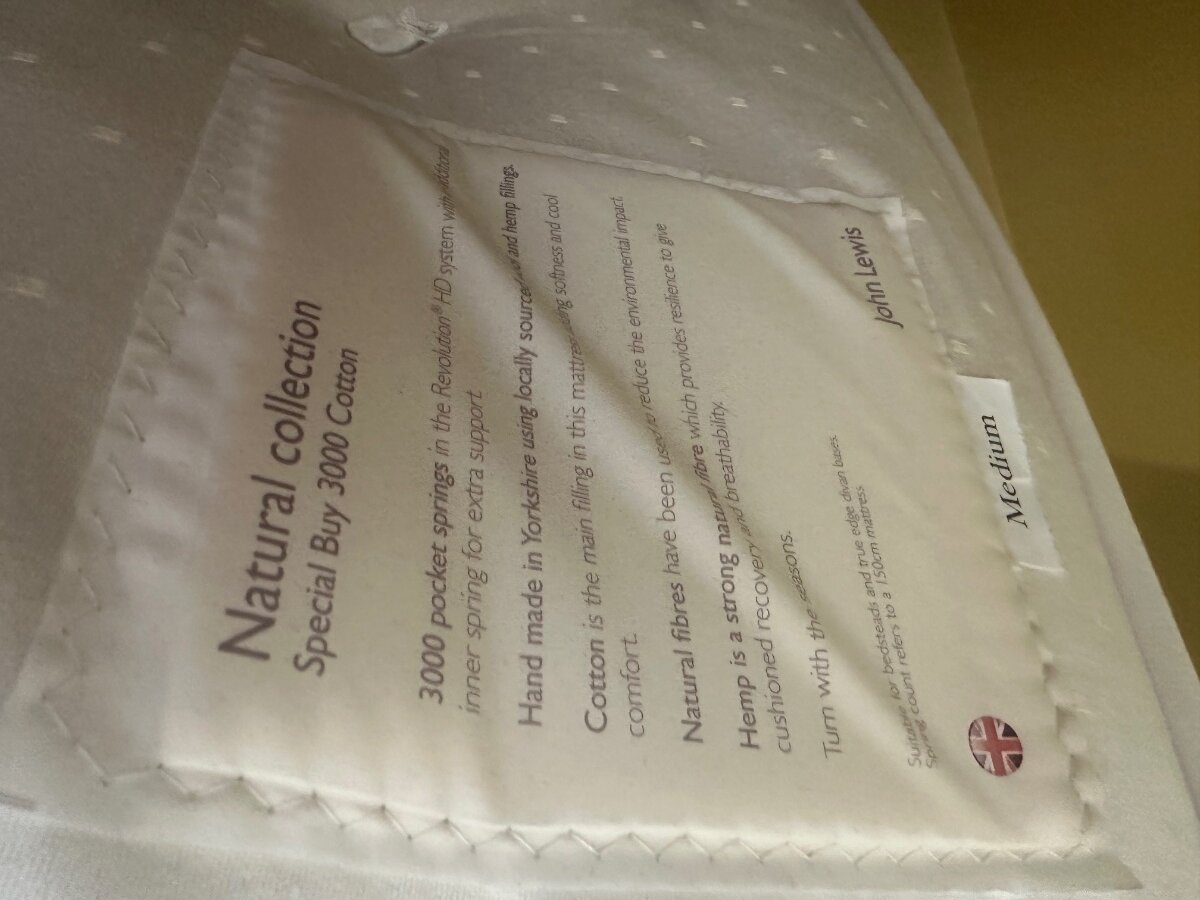 Natural collection
Special Buy 3000 Cotton
3000 pocket springs in the Revolution® HD system with additional
inner spring for extra support
Hand made in Yorkshire using locally sourced and hemp fillings.
Cotton is the main filling in this mattress softness and cool
comfort.
Natural fibres have been used to reduce the environmental impact
Hemp is a strong natural fibre which provides resilience to give
cushioned recovery and breathability.
Turn with the seasons.
Suitable for bedsteads and true edge divan bases.
Spring count refers to a 150cm mattress
John Lewis
Medium